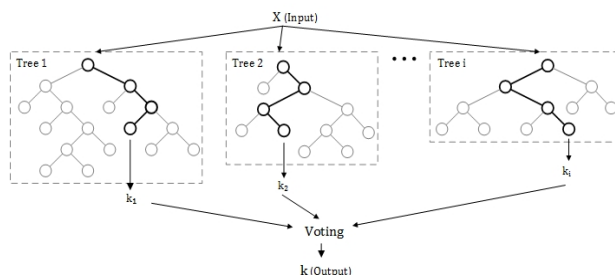 X (Input)
Tree 1
Tree 2
Tree i
k1
k2
ki
Voting
k (Output)